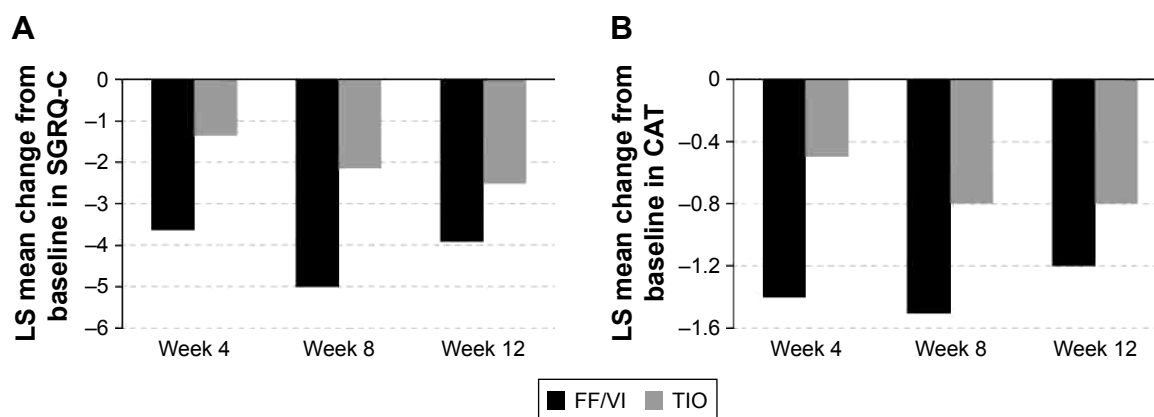 A
LS mean change from
baseline in SGRQ-C
0
–1
–2
–3
–4
–5
–6
Week 4
Week 8
Week 12
B
LS mean change from
baseline in CAT
0
–0.4
–0.8
–1.2
–1.6
Week 4
Week 8
Week 12
FF/VI
TIO